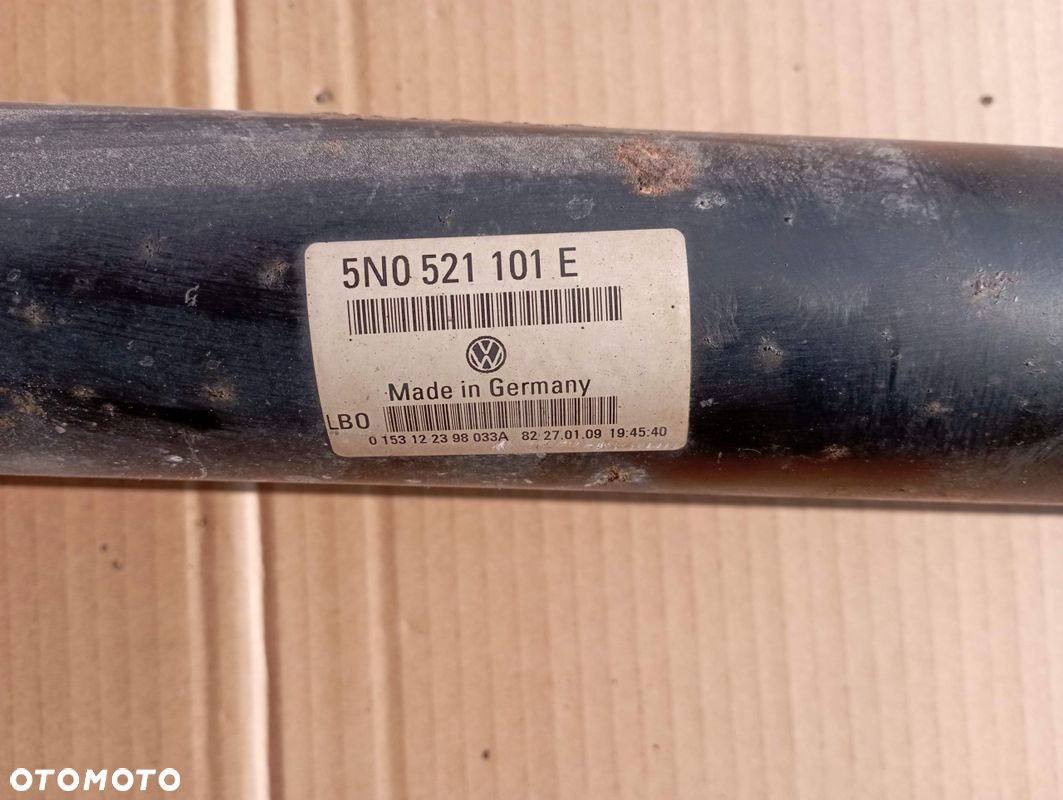 5N0 521 101 E
Made in Germany
LB0
0 153 12 23 98 033A 82 27.01.09 19:45:40
OTOMOTO